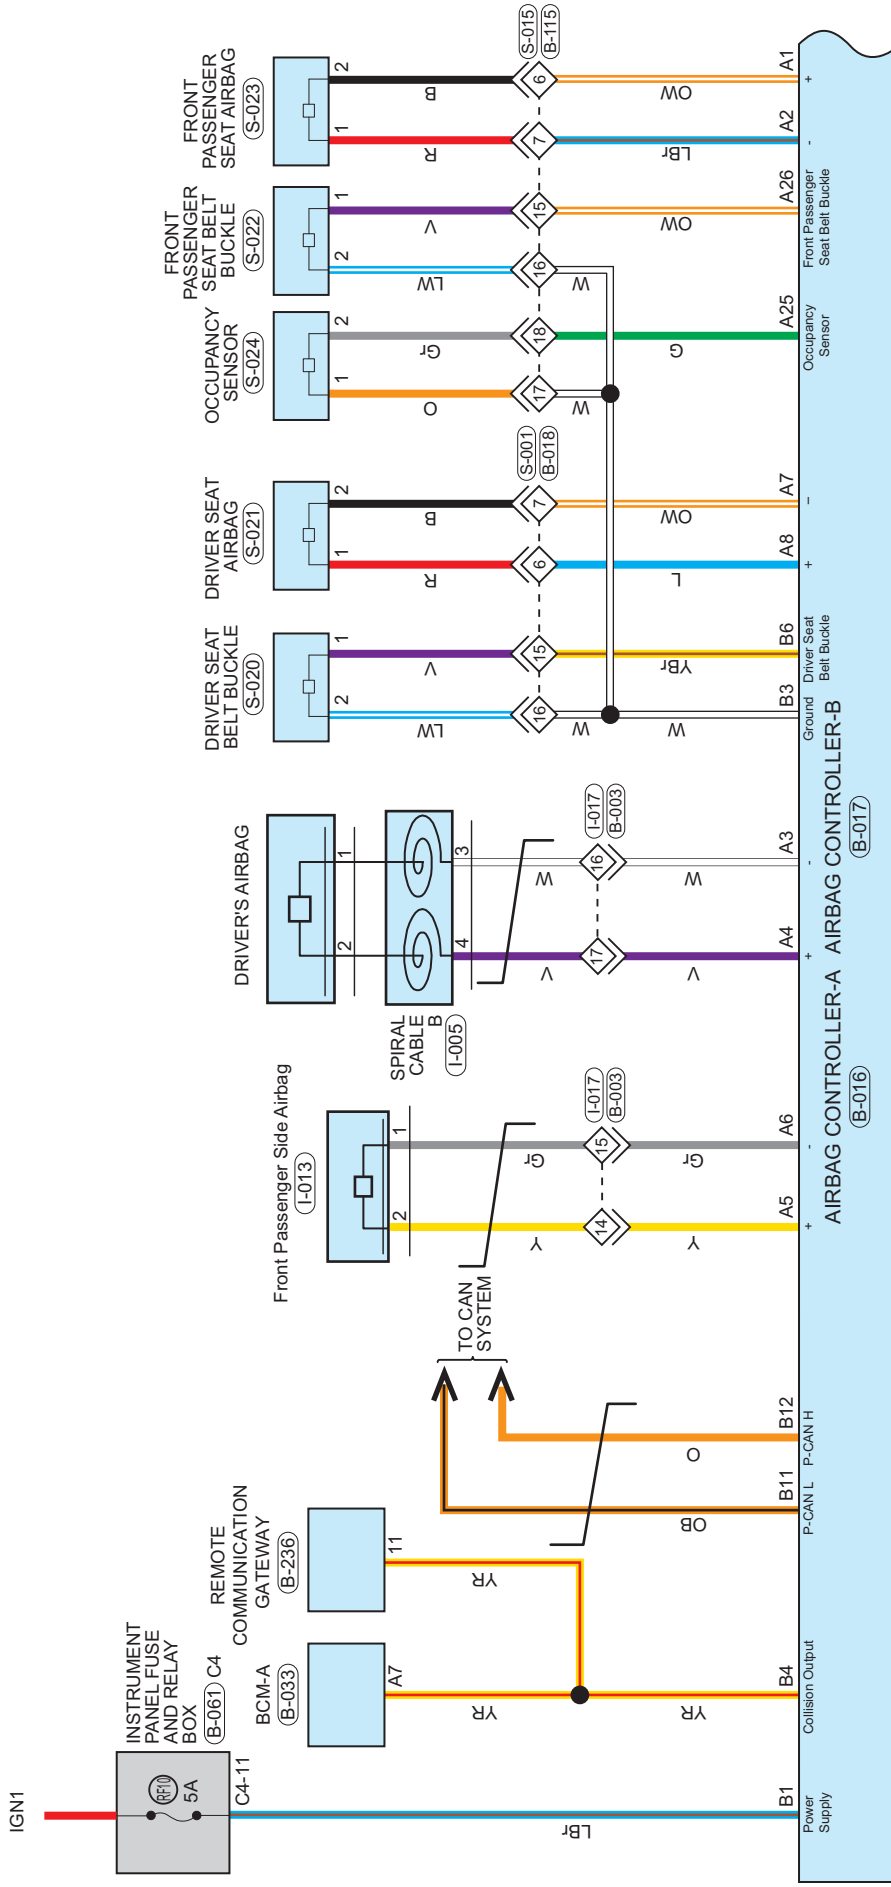 IGN1
INSTRUMENT
PANEL FUSE
AND RELAY
BOX
B-061 C4
RF10
5A
C4-11
LBr
B1
Power
Supply
BCM-A
B-033
A7
YR
YR
B4
Collision Output
REMOTE
COMMUNICATION
GATEWAY
B-236
11
YR
TO CAN
SYSTEM
OB
B11
P-CAN L
O
B12
P-CAN H
Front Passenger Side Airbag
I-013
2
1
Y
Gr
14
15
I-017
B-003
Y
Gr
A5
A6
+
-
DRIVER'S AIRBAG
2
1
SPIRAL
CABLE
B
I-005
4
3
V
W
17
16
I-017
B-003
V
W
A4
A3
+
-
DRIVER SEAT
BELT BUCKLE
S-020
2
1
LW
V
16
15
W
YBr
W
B3
B6
Ground
Driver Seat
Belt Buckle
DRIVER SEAT
AIRBAG
S-021
1
2
R
B
6
7
S-001
B-018
L
OW
A8
A7
+
-
OCCUPANCY
SENSOR
S-024
1
2
O
Gr
17
18
W
G
A25
Occupancy
Sensor
FRONT
PASSENGER
SEAT BELT
BUCKLE
S-022
2
1
LW
V
16
15
W
OW
A26
Front Passenger
Seat Belt Buckle
FRONT
PASSENGER
SEAT AIRBAG
S-023
1
2
R
B
7
6
S-015
B-115
LBr
OW
A2
A1
-
+
AIRBAG CONTROLLER-A
B-016
AIRBAG CONTROLLER-B
B-017